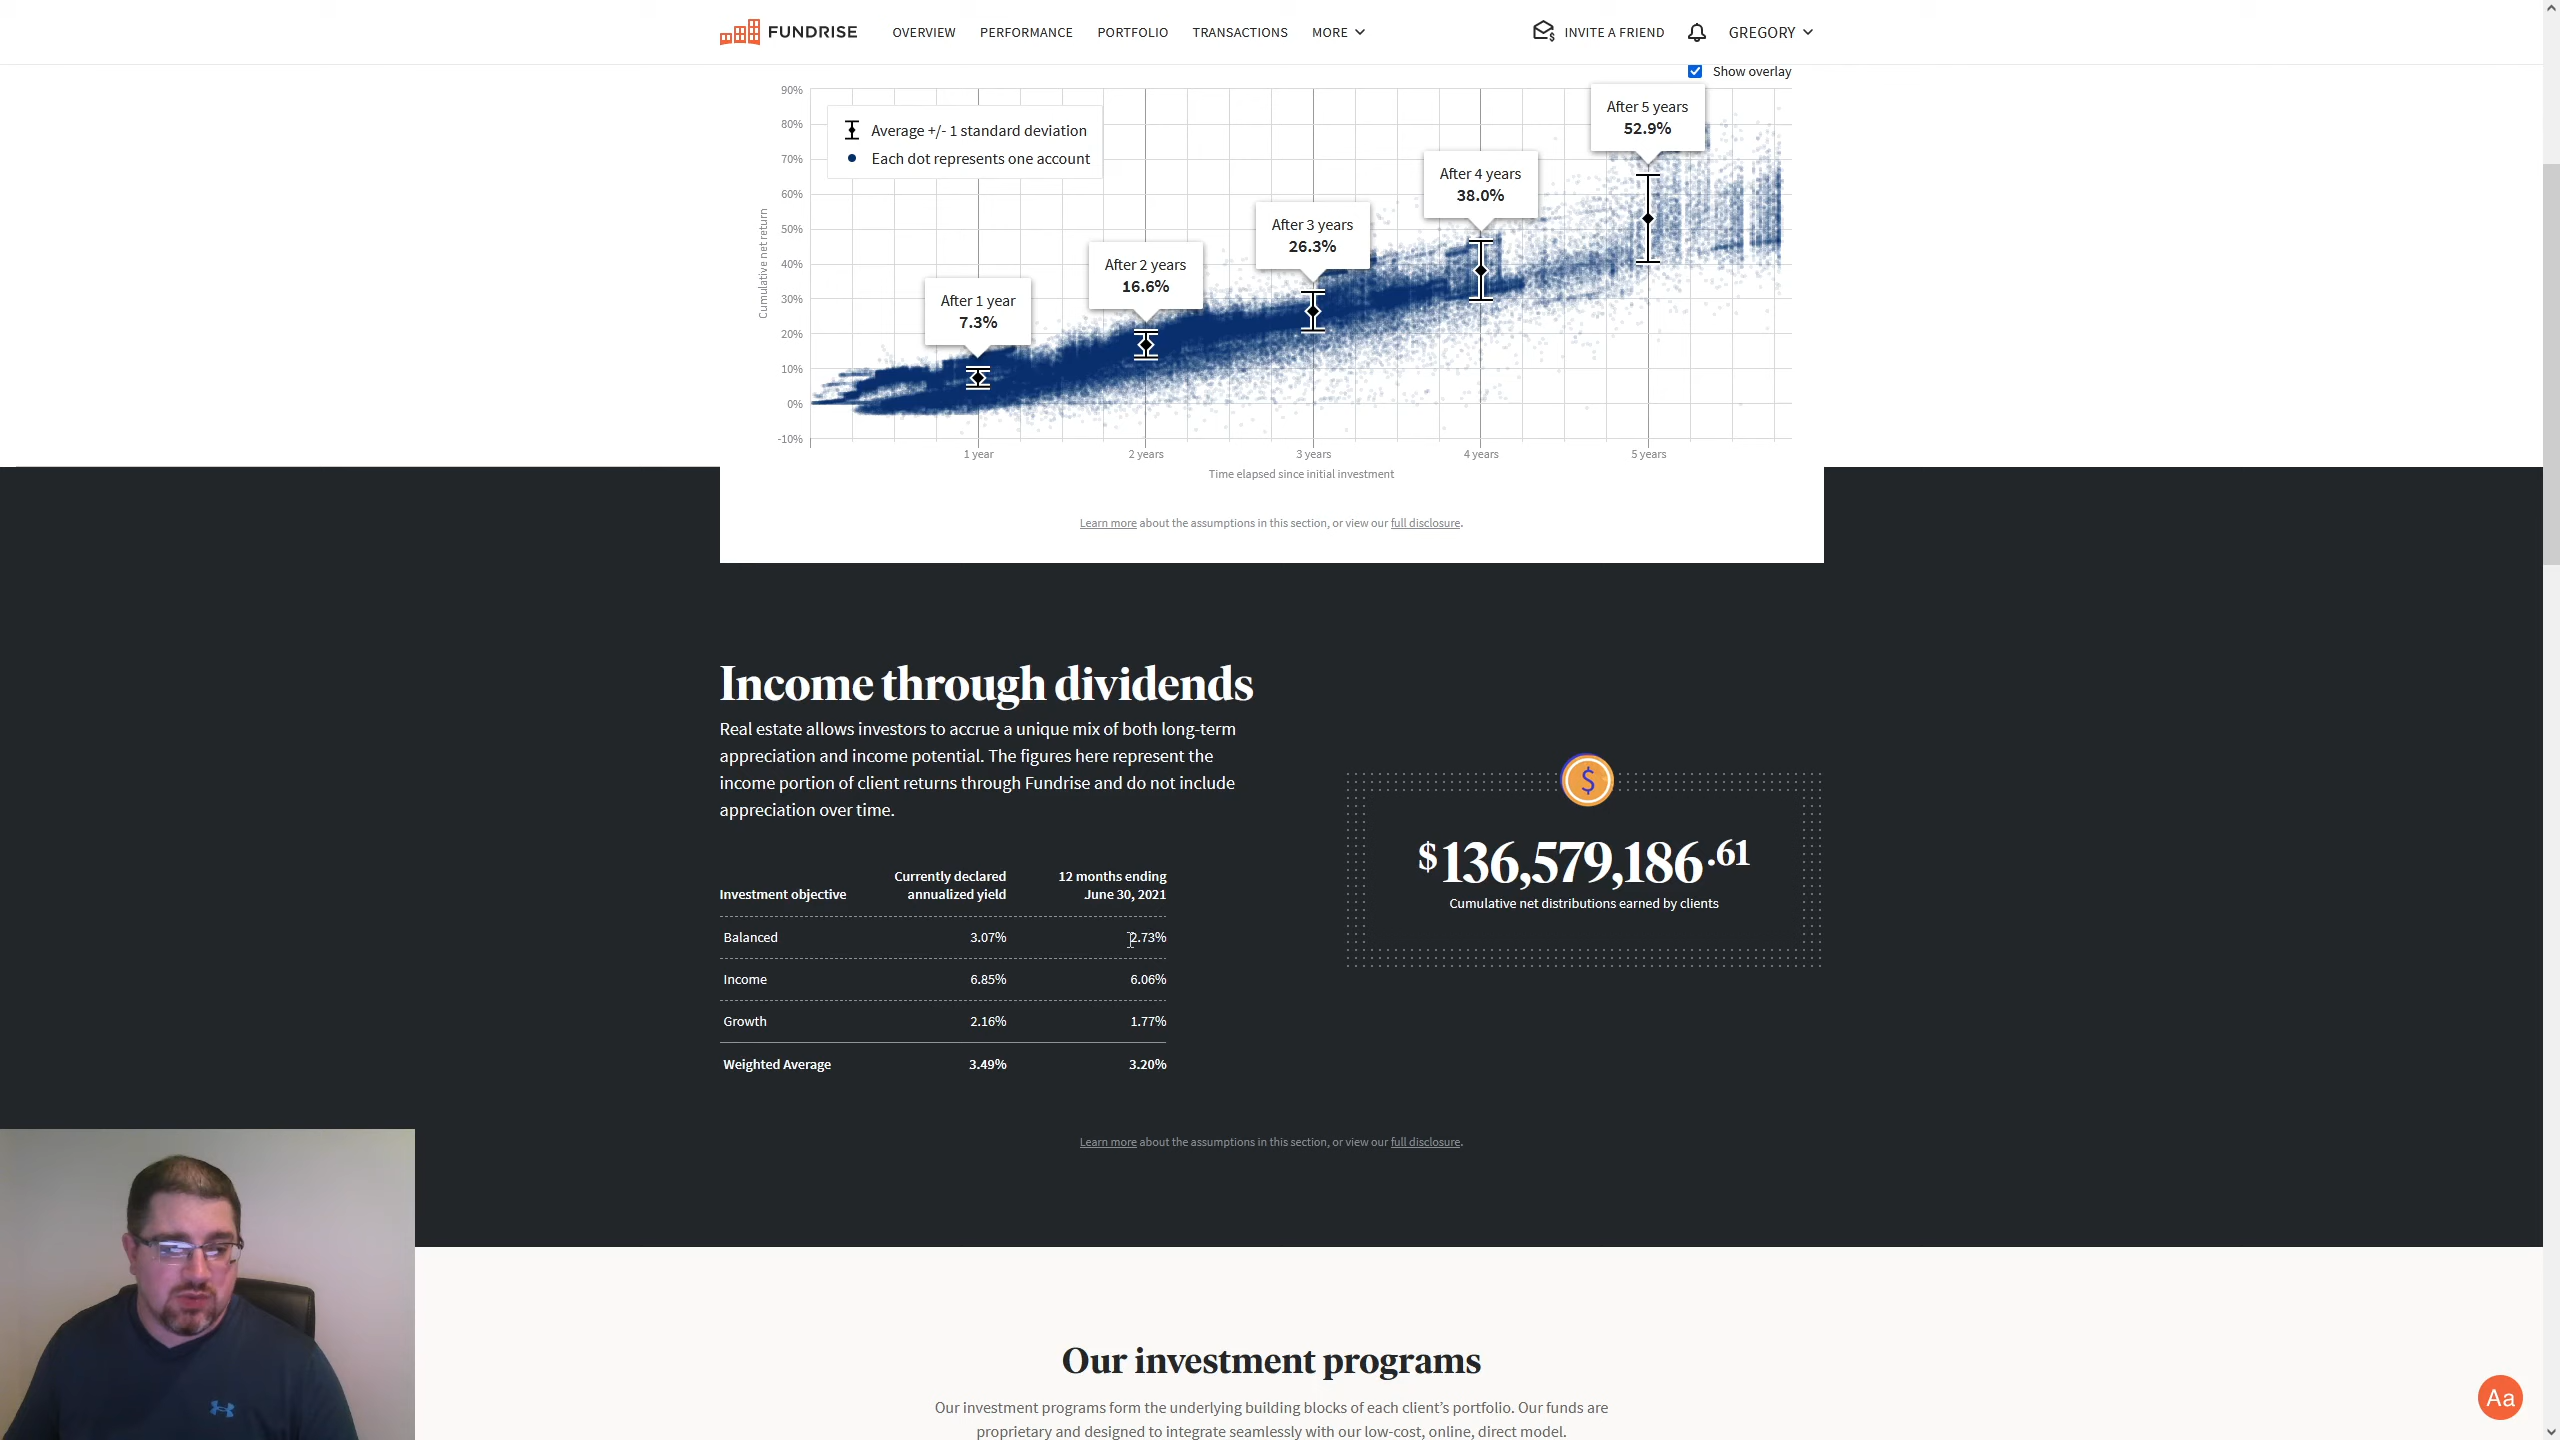 FUNDRISE
OVERVIEW
PERFORMANCE
PORTFOLIO
TRANSACTIONS
MORE
INVITE A FRIEND
GREGORY
Show overlay
Average +/- 1 standard deviation
Each dot represents one account
Cumulative net return
90%
80%
70%
60%
50%
40%
30%
20%
10%
0%
-10%
After 1 year
7.3%
After 2 years
16.6%
After 3 years
26.3%
After 4 years
38.0%
After 5 years
52.9%
1 year
2 years
3 years
4 years
5 years
Time elapsed since initial investment
Learn more about the assumptions in this section, or view our full disclosure.
Income through dividends
Real estate allows investors to accrue a unique mix of both long-term
appreciation and income potential. The figures here represent the
income portion of client returns through Fundrise and do not include
appreciation over time.
Investment objective
Currently declared
annualized yield
12 months ending
June 30, 2021
Balanced 3.07% 2.73%
Income 6.85% 6.06%
Growth 2.16% 1.77%
Weighted Average 3.49% 3.20%
$
$136,579,186.61
Cumulative net distributions earned by clients
Learn more about the assumptions in this section, or view our full disclosure.
Our investment programs
Our investment programs form the underlying building blocks of each client’s portfolio. Our funds are
proprietary and designed to integrate seamlessly with our low-cost, online, direct model.
Aa